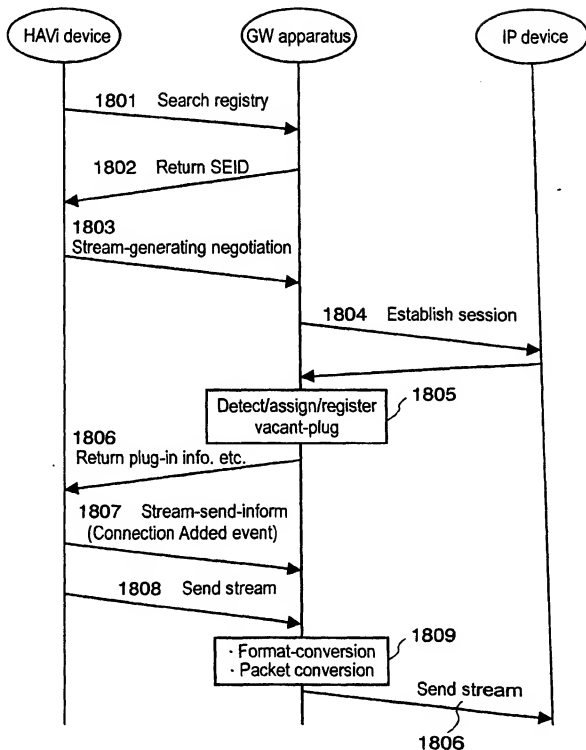 HAVi device
GW apparatus
IP device
1801 Search registry
1802 Return SEID
1803
Stream-generating negotiation
1804 Establish session
Detect/assign/register
vacant-plug
1805
1806
Return plug-in info. etc.
1807 Stream-send-inform
(Connection Added event)
1808 Send stream
· Format-conversion
· Packet conversion
1809
Send stream
1806